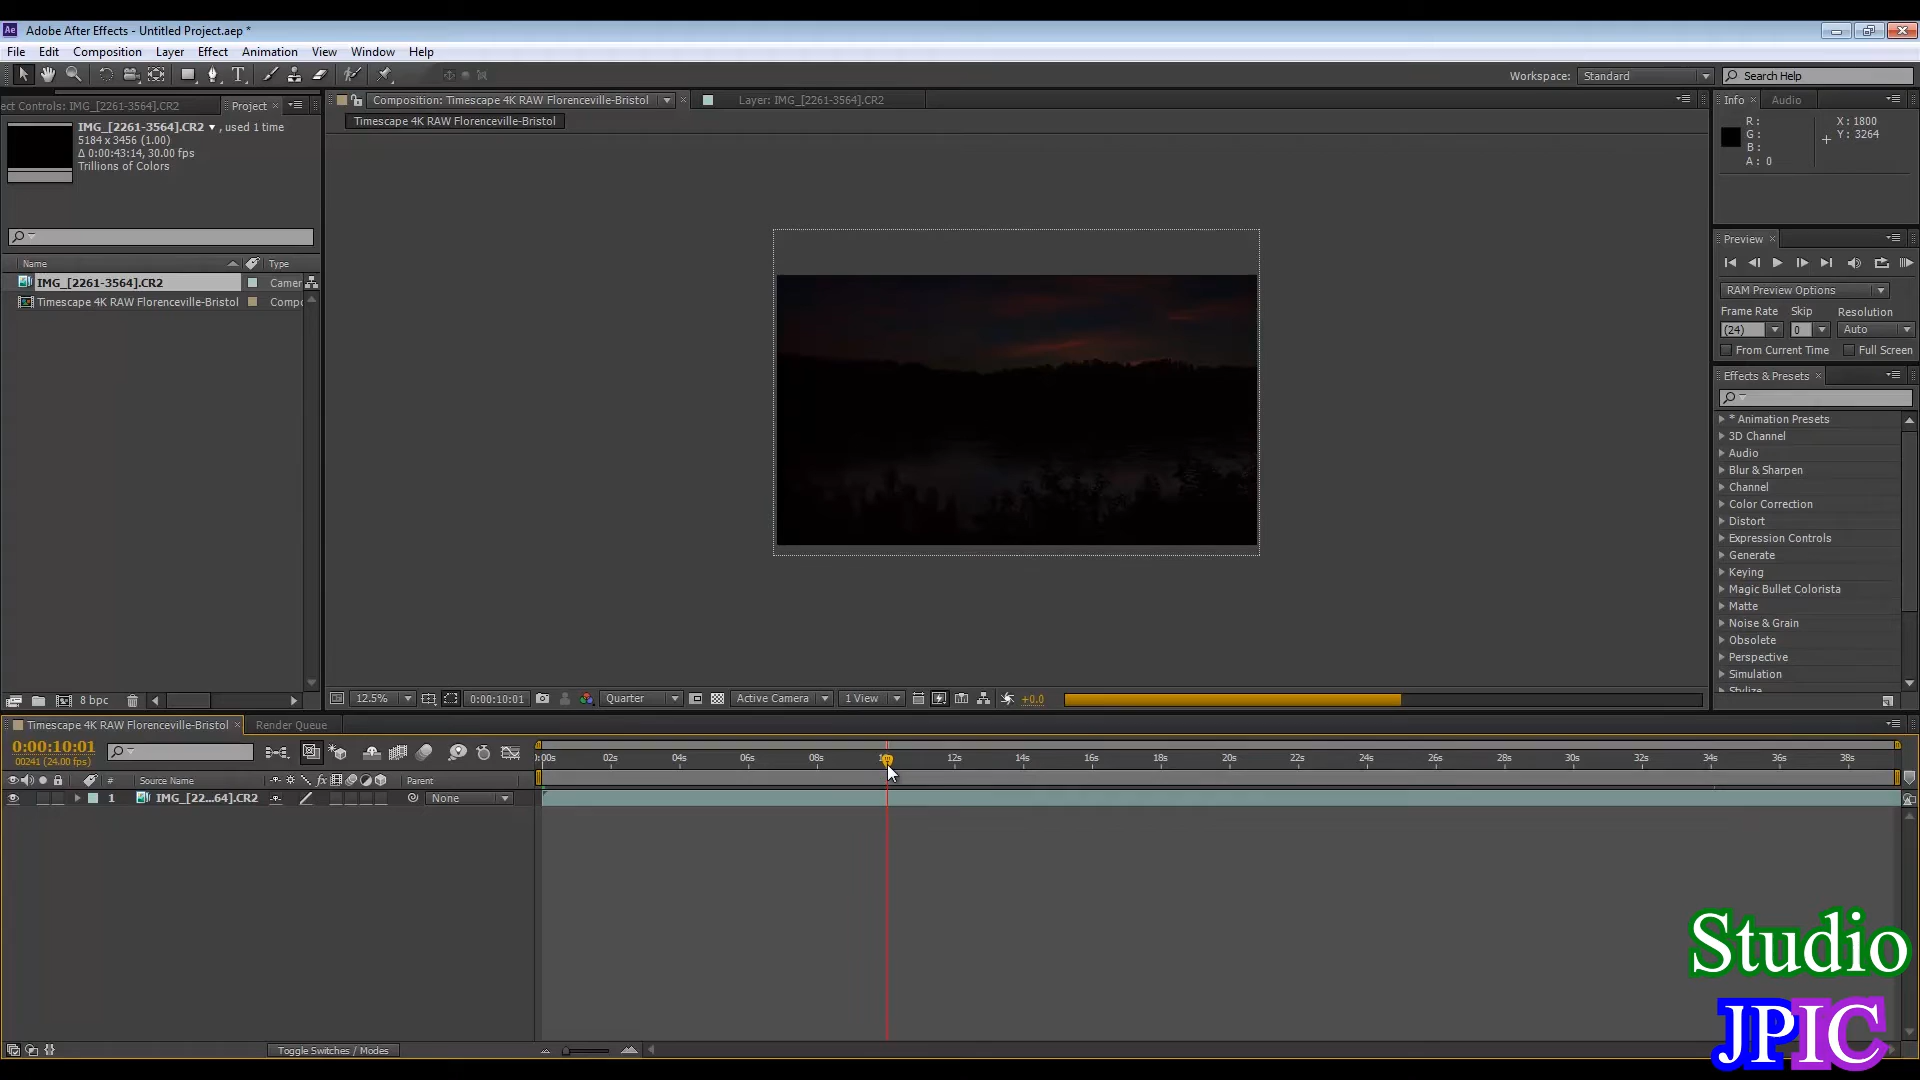 Adobe After Effects - Untitled Project.aep *
File Edit Composition Layer Effect Animation View Window Help
Workspace: Standard Search Help
ect Controls: IMG_[2261-3564].CR2 Project
Composition: Timescape 4K RAW Florenceville-Bristol Layer: IMG_[2261-3564].CR2
Info Audio
Timescape 4K RAW Florenceville-Bristol
IMG_[2261-3564].CR2 , used 1 time
5184 x 3456 (1.00)
Δ 0:00:43:14, 30.00 fps
Trillions of Colors
R :
G :
B :
A : 0
X : 1800
Y : 3264
Preview
RAM Preview Options
Frame Rate Skip Resolution
(24) 0 Auto
From Current Time Full Screen
Effects & Presets
* Animation Presets
3D Channel
Audio
Blur & Sharpen
Channel
Color Correction
Distort
Expression Controls
Generate
Keying
Magic Bullet Colorista
Matte
Noise & Grain
Obsolete
Perspective
Simulation
Stylize
Name Type
IMG_[2261-3564].CR2 Camer
Timescape 4K RAW Florenceville-Bristol Compo
8 bpc
12.5% 0:00:10:01 Quarter Active Camera 1 View +0.0
Timescape 4K RAW Florenceville-Bristol Render Queue
0:00:10:01
00241 (24.00 fps)
# Source Name Parent
1 IMG_[22...64].CR2 None
):00s 02s 04s 06s 08s 12s 14s 16s 18s 20s 22s 24s 26s 28s 30s 32s 34s 36s 38s
Toggle Switches / Modes
Studio
JPIC